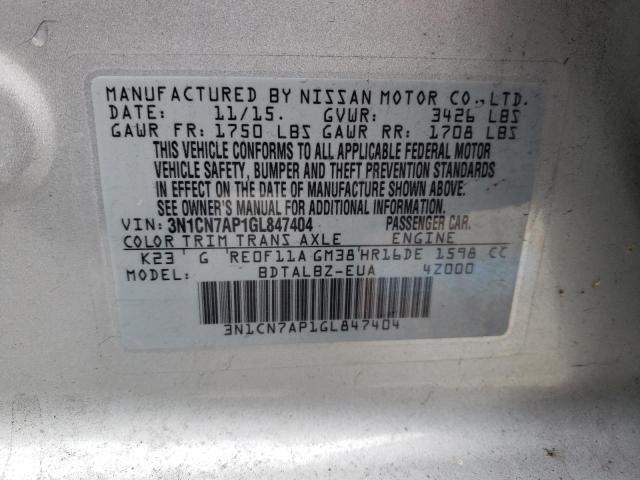 MANUFACTURED BY NISSAN MOTOR CO.,LTD.
DATE: 11/15. GVWR: 3426 LBS
GAWR FR: 1750 LBS GAWR RR: 1708 LBS
THIS VEHICLE CONFORMS TO ALL APPLICABLE FEDERAL MOTOR
VEHICLE SAFETY, BUMPER AND THEFT PREVENTION STANDARDS
IN EFFECT ON THE DATE OF MANUFACTURE SHOWN ABOVE.
SEE OWNER'S MANUAL FOR ADDITIONAL INFORMATION.
VIN: 3N1CN7AP1GL847404 PASSENGER CAR.
COLOR TRIM TRANS AXLE ENGINE
K23 G RE0F11A GM38 HR16DE 1598 CC
MODEL: BDTALBZ-EUA 4Z000
3N1CN7AP1GL847404